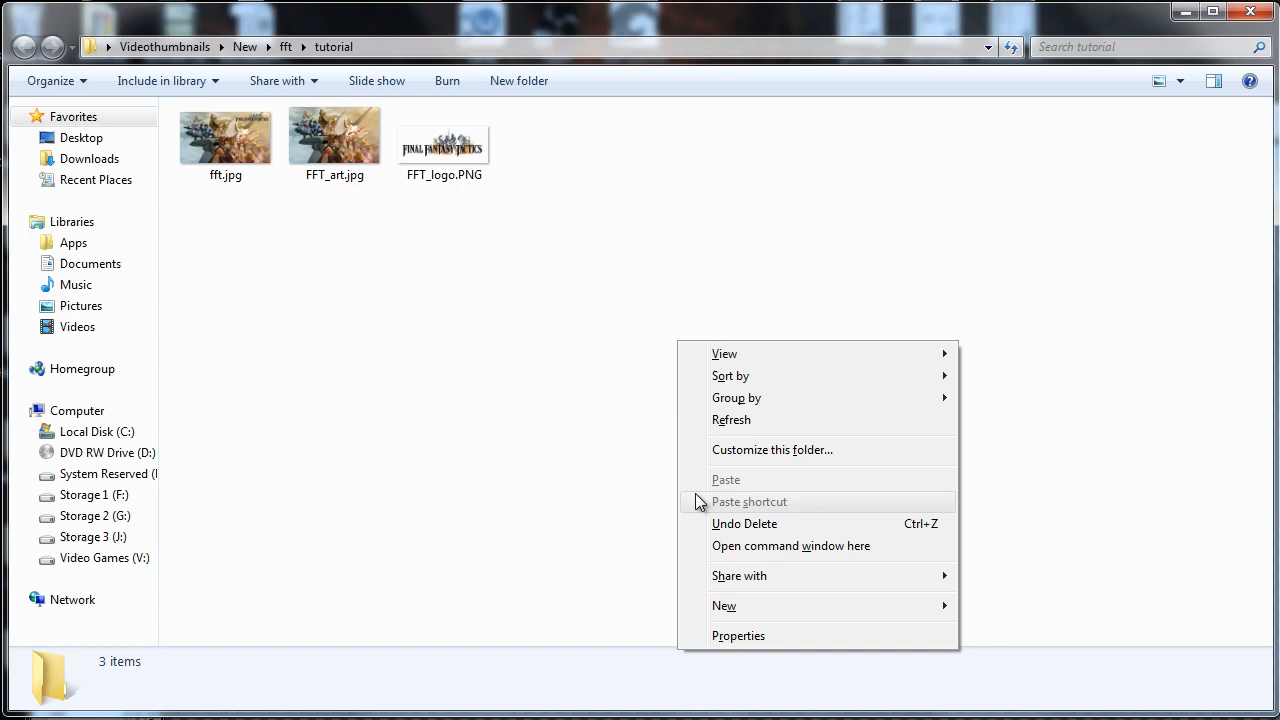 Videothumbnails New fft tutorial
Search tutorial
Organize Include in library Share with Slide show Burn New folder
Favorites
Desktop
Downloads
Recent Places
Libraries
Apps
Documents
Music
Pictures
Videos
Homegroup
Computer
Local Disk (C:)
DVD RW Drive (D:)
System Reserved (
Storage 1 (F:)
Storage 2 (G:)
Storage 3 (J:)
Video Games (V:)
Network
FINAL FANTASY TACTICS
fft.jpg
FFT_art.jpg
FFT_logo.PNG
View
Sort by
Group by
Refresh
Customize this folder...
Paste
Paste shortcut
Undo Delete Ctrl+Z
Open command window here
Share with
New
Properties
3 items